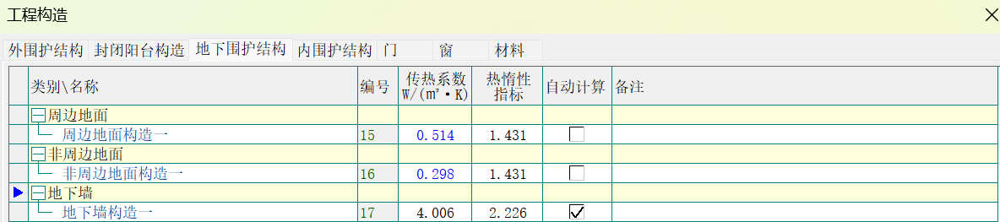 工程构造
外围护结构 封闭阳台构造 地下围护结构 内围护结构 门 窗 材料
类别\名称 编号 传热系数 W/(m²·K) 热惰性指标 自动计算 备注
周边地面
周边地面构造一 15 0.514 1.431
非周边地面
非周边地面构造一 16 0.298 1.431
地下墙
地下墙构造一 17 4.006 2.226